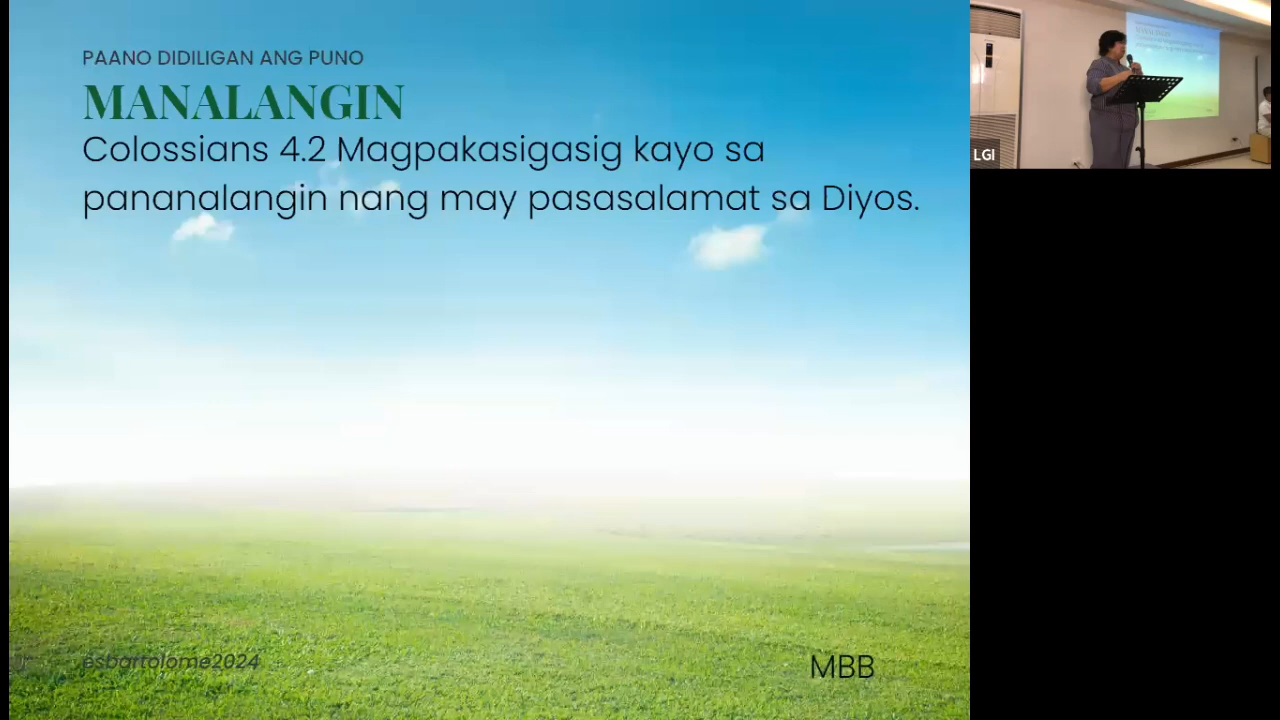 PAANO DIDILIGAN ANG PUNO
MANALANGIN
Colossians 4.2 Magpakasigasig kayo sa
pananalangin nang may pasasalamat sa Diyos.
esbartolome2024
MBB
LGI